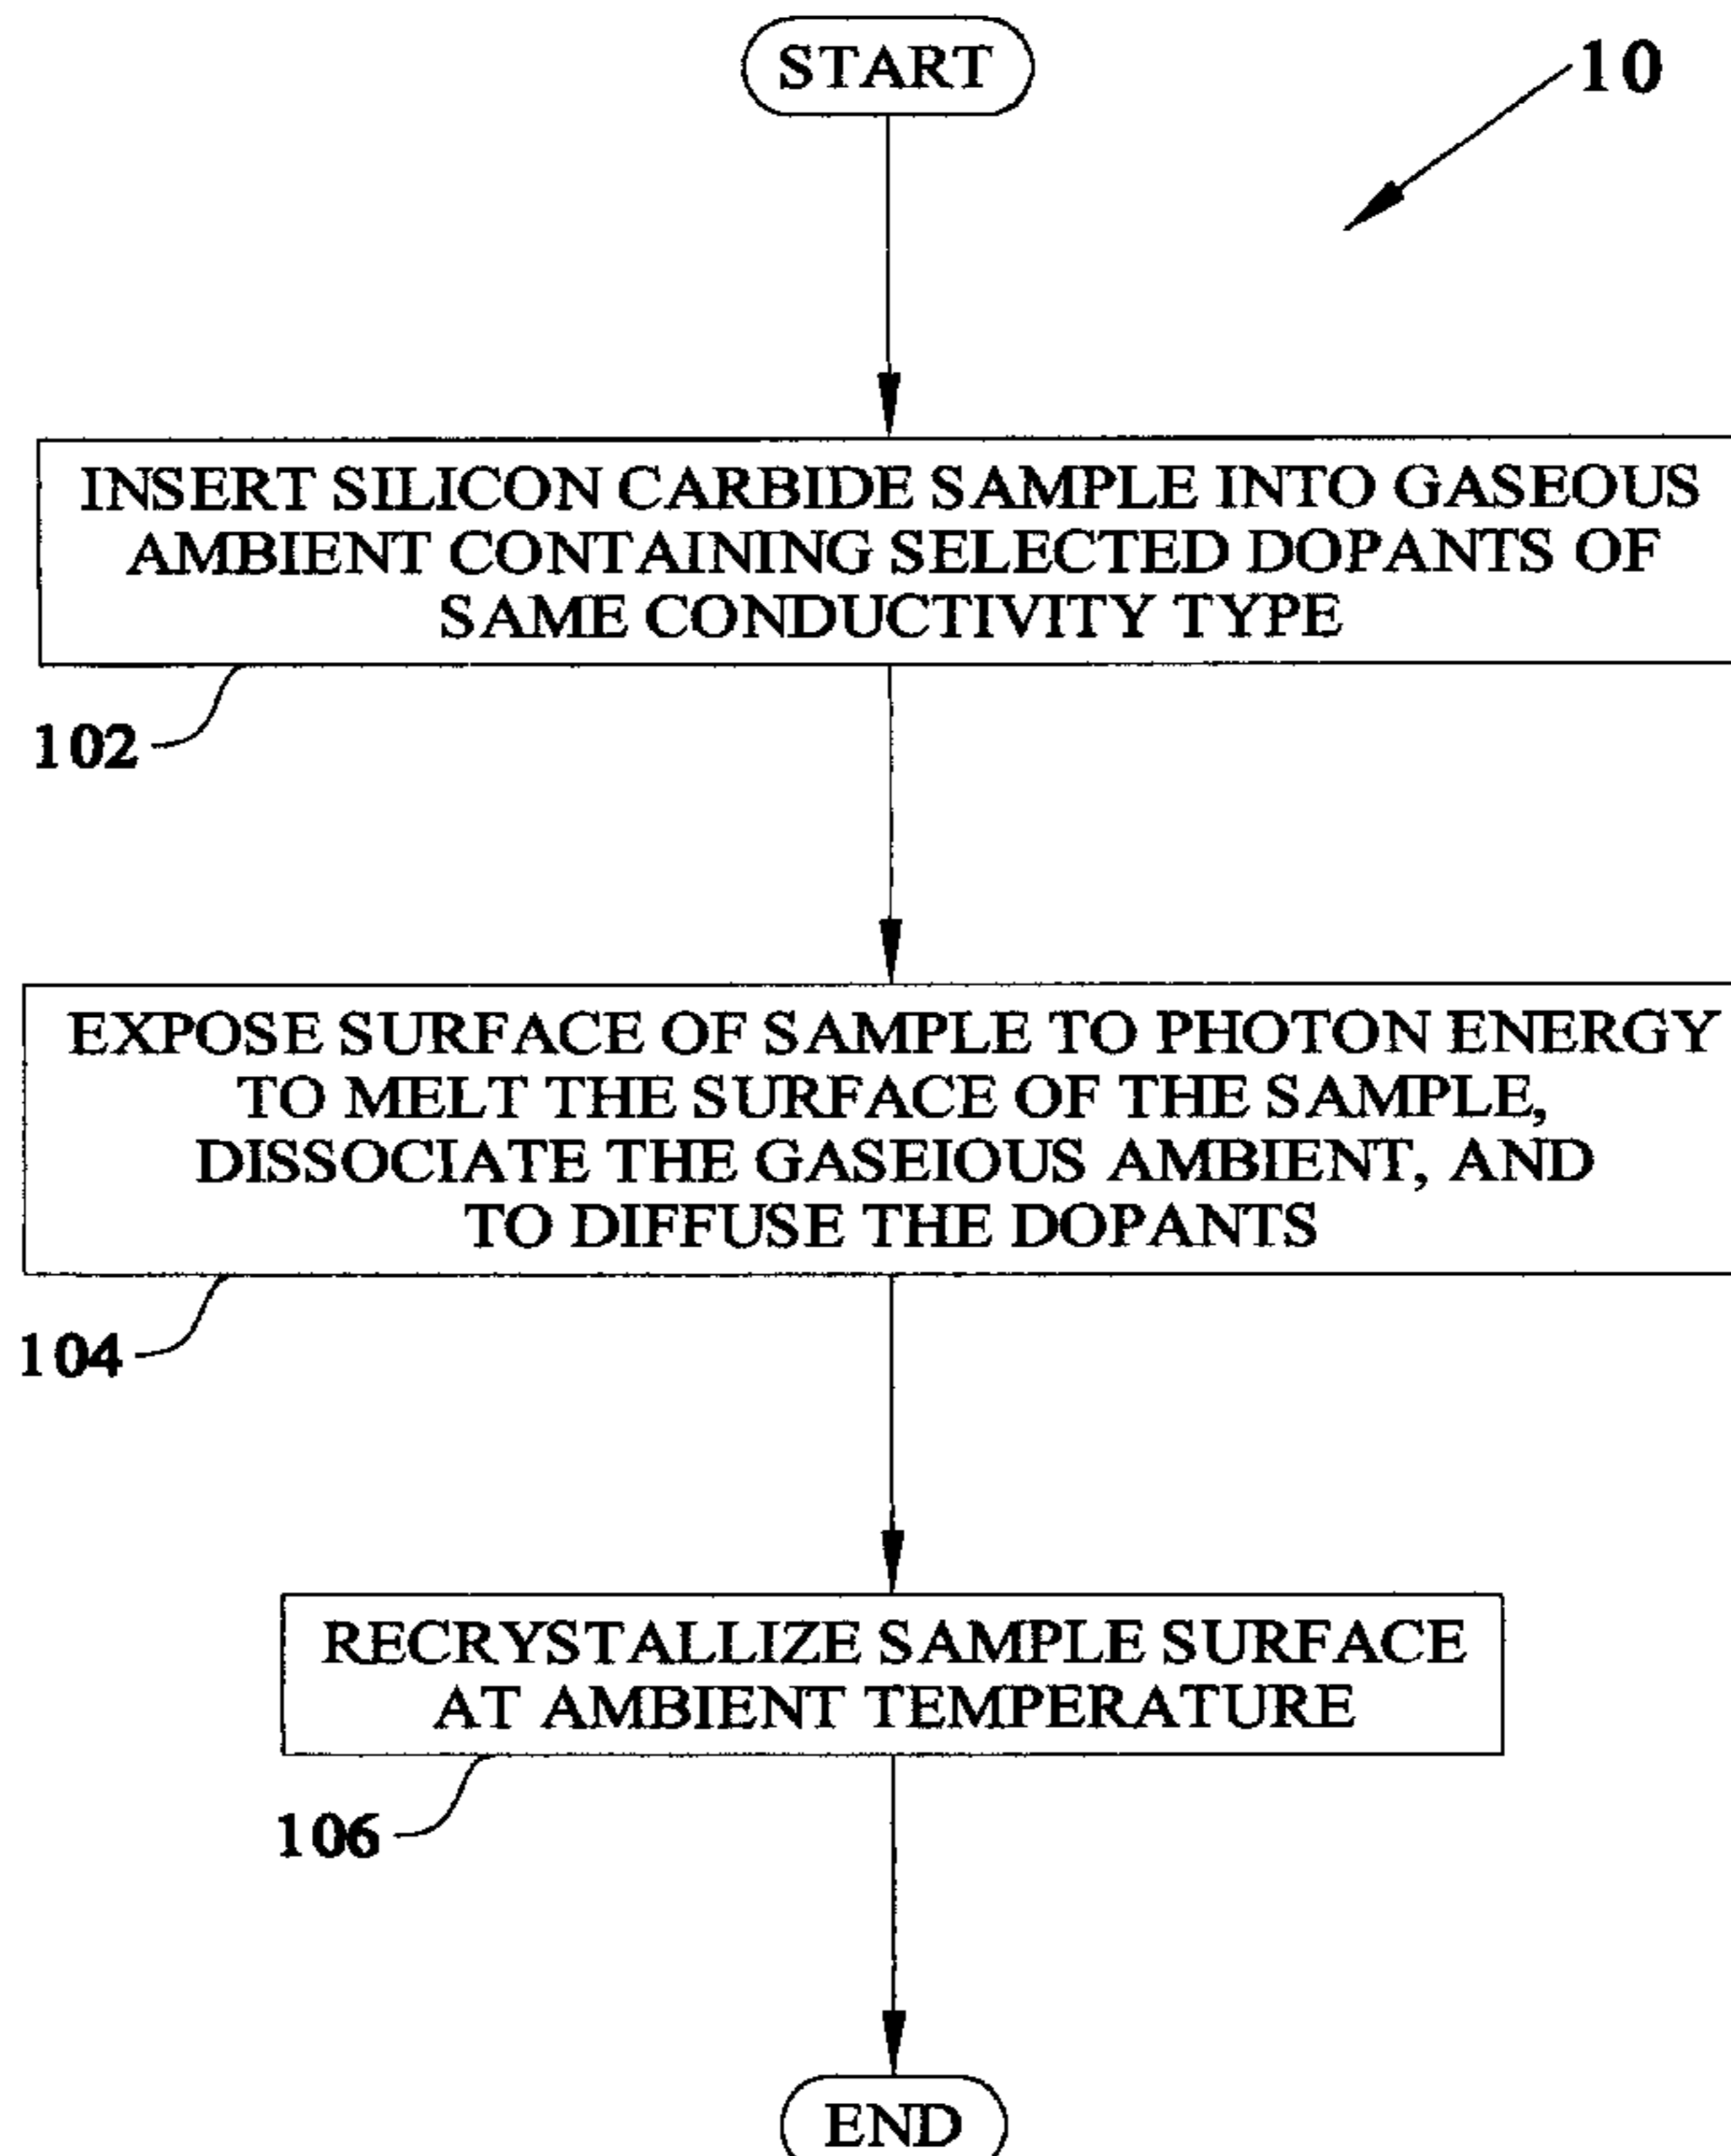 START
10
INSERT SILICON CARBIDE SAMPLE INTO GASEOUS
AMBIENT CONTAINING SELECTED DOPANTS OF
SAME CONDUCTIVITY TYPE
102
EXPOSE SURFACE OF SAMPLE TO PHOTON ENERGY
TO MELT THE SURFACE OF THE SAMPLE,
DISSOCIATE THE GASEIOUS AMBIENT, AND
TO DIFFUSE THE DOPANTS
104
RECRYSTALLIZE SAMPLE SURFACE
AT AMBIENT TEMPERATURE
106
END